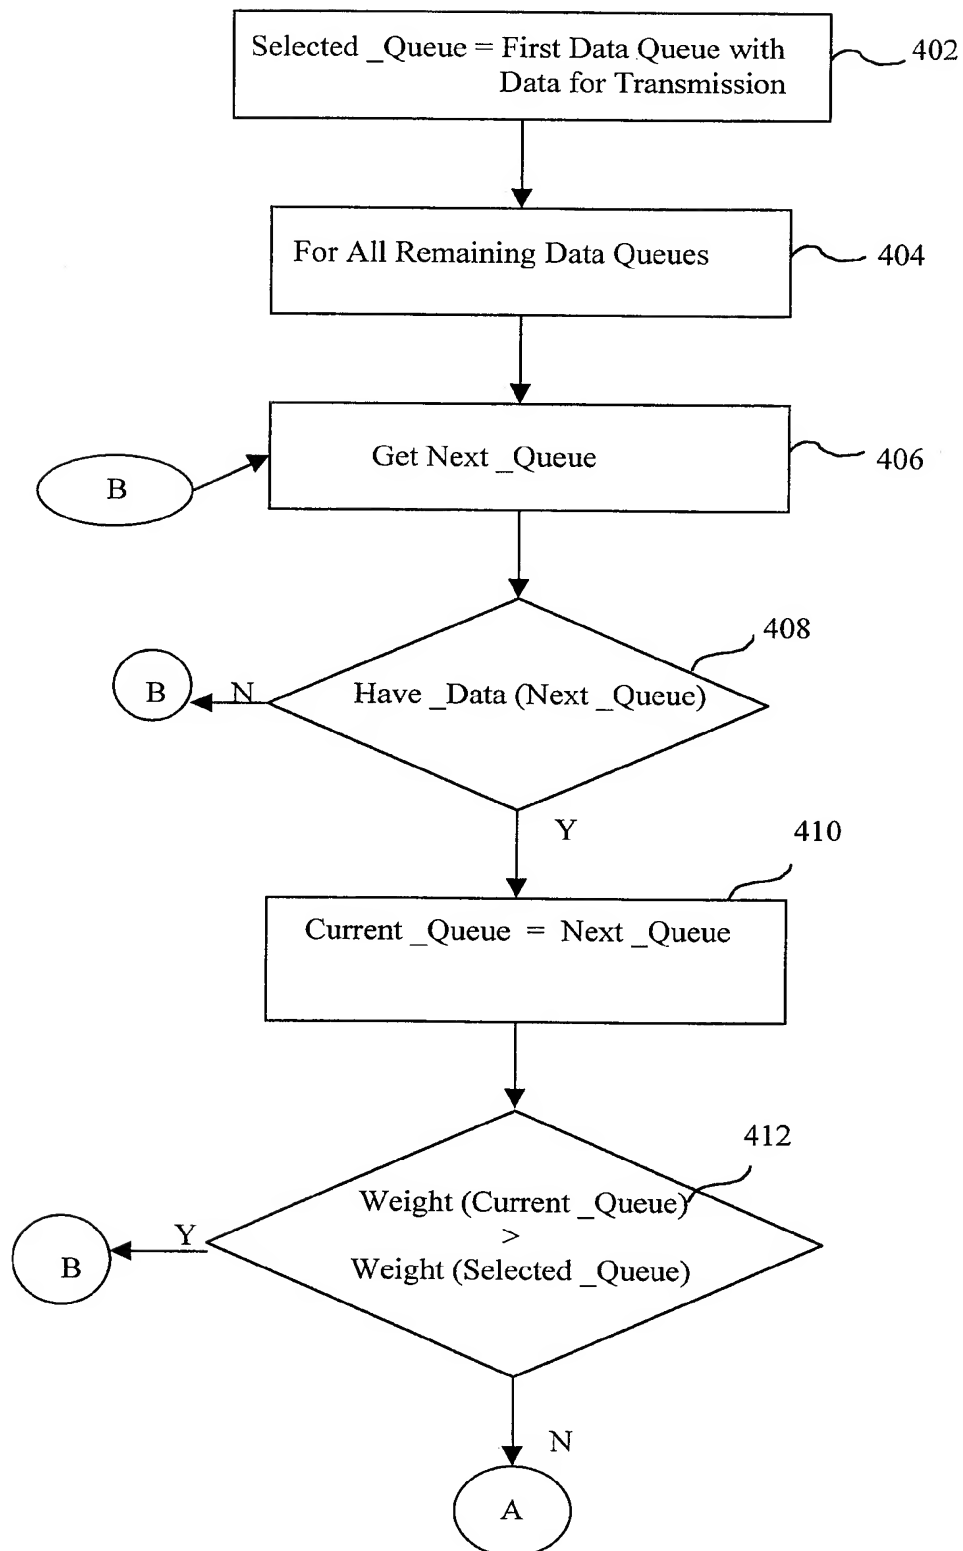 Selected _Queue = First Data Queue with
Data for Transmission
402
For All Remaining Data Queues
404
Get Next _Queue
406
B
408
Have _Data (Next _Queue)
N
B
Y
410
Current _Queue = Next _Queue
412
Weight (Current _Queue)
>
Weight (Selected _Queue)
Y
B
N
A